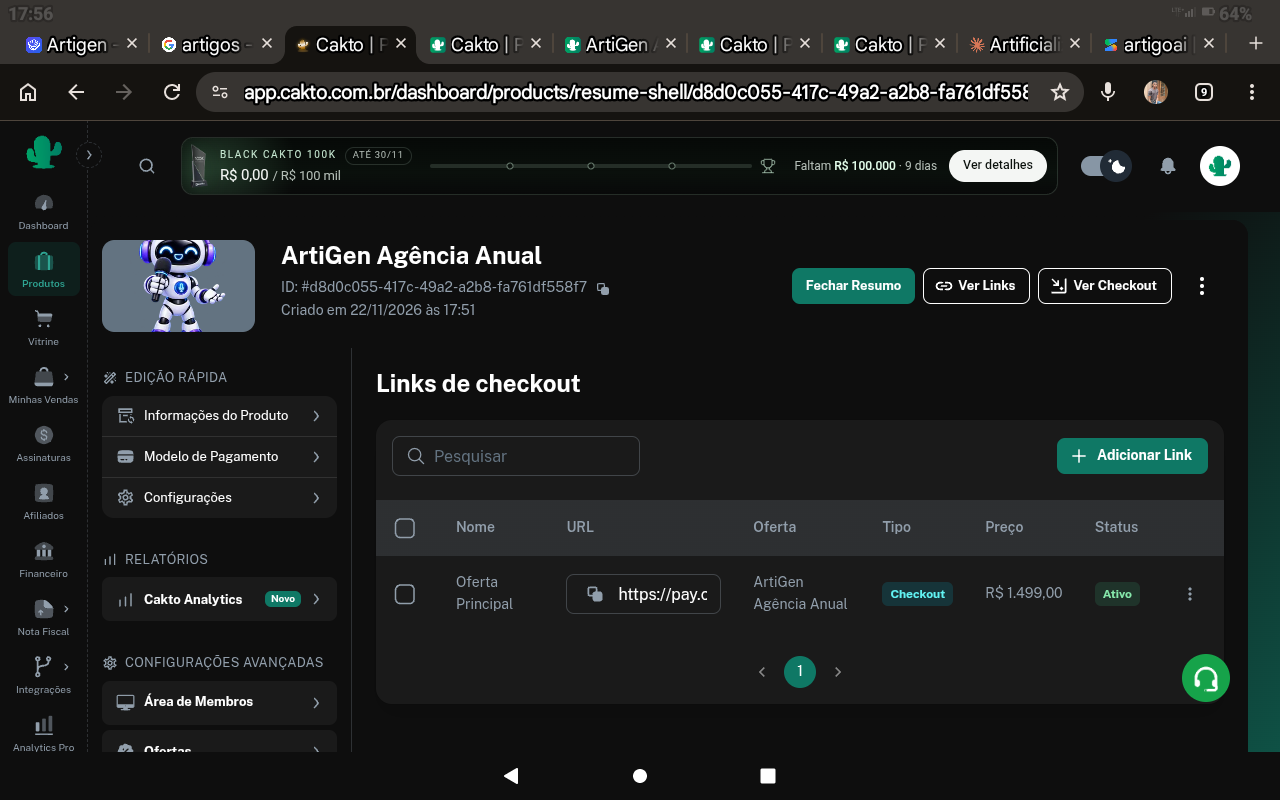 17:56
64%
Artigen -
artigos -
Cakto | F
Cakto | F
ArtiGen /
Cakto | F
Cakto | F
Artificiali
artigoai |
app.cakto.com.br/dashboard/products/resume-shell/d8d0c055-417c-49a2-a2b8-fa761df558
9
BLACK CAKTO 100K
ATÉ 30/11
R$ 0,00 / R$ 100 mil
Faltam R$ 100.000 · 9 dias
Ver detalhes
Dashboard
Produtos
Vitrine
Minhas Vendas
Assinaturas
Afiliados
Financeiro
Nota Fiscal
Integrações
Analytics Pro
ArtiGen Agência Anual
ID: #d8d0c055-417c-49a2-a2b8-fa761df558f7
Criado em 22/11/2026 às 17:51
Fechar Resumo
Ver Links
Ver Checkout
EDIÇÃO RÁPIDA
Informações do Produto
Modelo de Pagamento
Configurações
RELATÓRIOS
Cakto Analytics
Novo
CONFIGURAÇÕES AVANÇADAS
Área de Membros
Ofertas
Links de checkout
Pesquisar
Adicionar Link
Nome
URL
Oferta
Tipo
Preço
Status
Oferta
Principal
https://pay.c
ArtiGen
Agência Anual
Checkout
R$ 1.499,00
Ativo
1